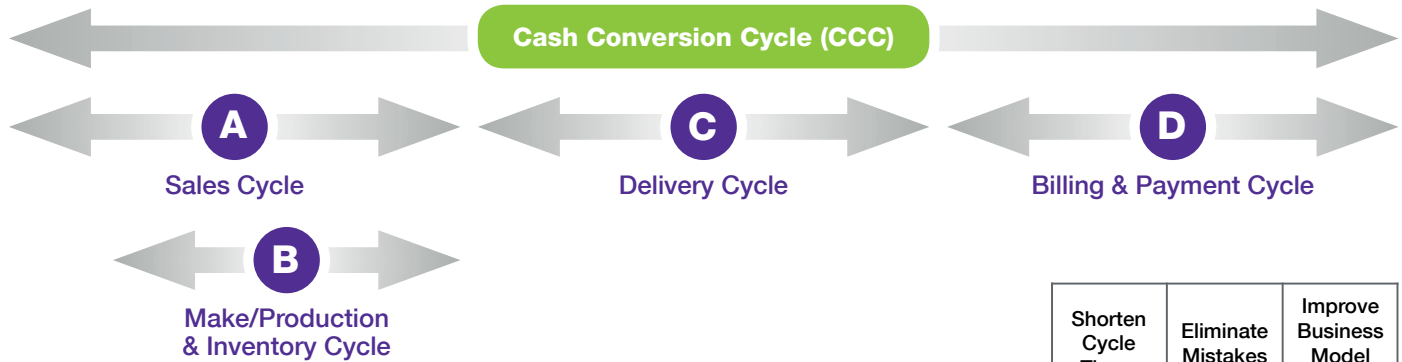 Cash Conversion Cycle (CCC)
A
C
D
Sales Cycle
Delivery Cycle
Billing & Payment Cycle
B
Make/Production
& Inventory Cycle
Shorten
Cycle
Eliminate
Mistakes
Improve
Business
Model